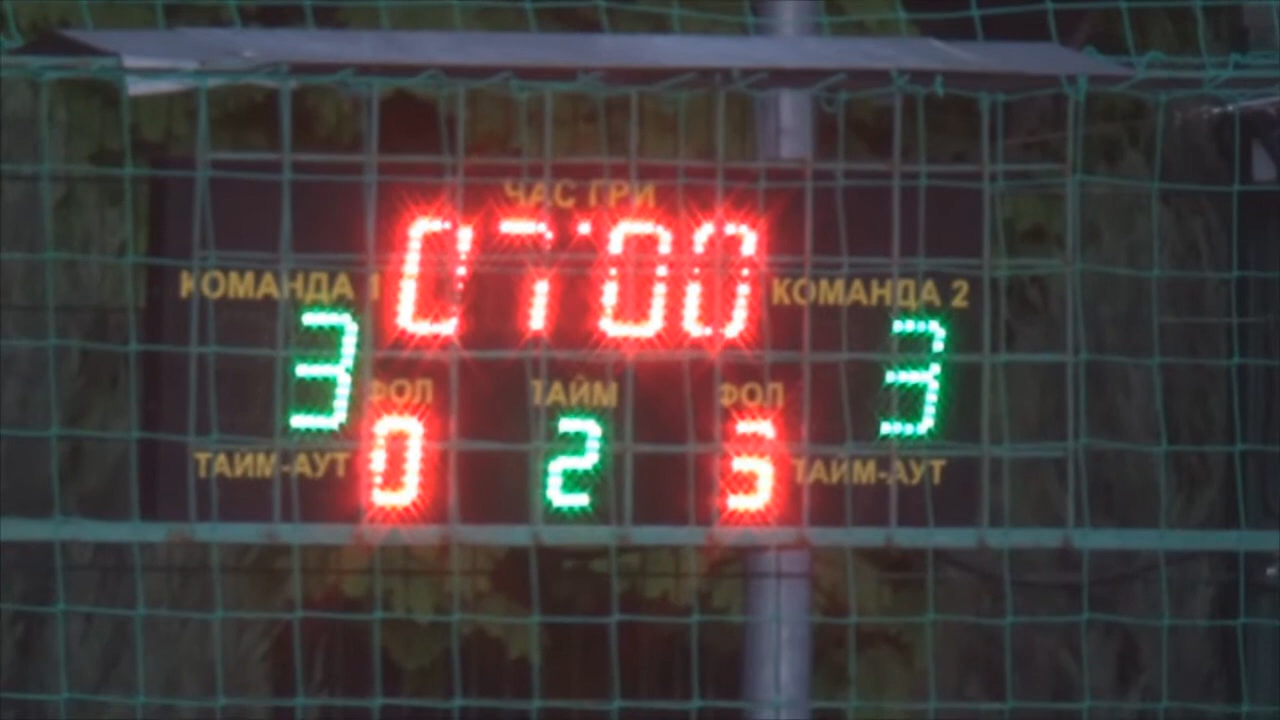 ЧАС ГРИ
07:00
КОМАНДА 1
КОМАНДА 2
3
3
ФОЛ
ТАЙМ
ФОЛ
0
2
5
ТАЙМ-АУТ
ТАЙМ-АУТ